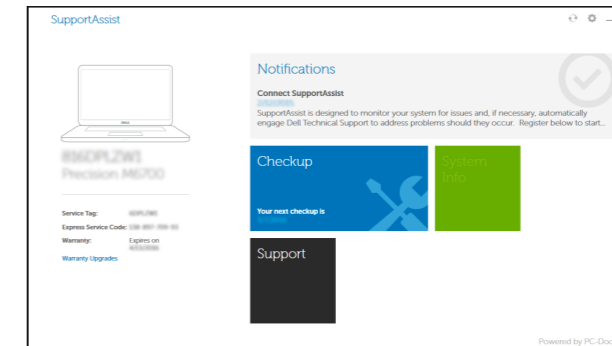 SupportAssist
Notifications
Connect SupportAssist
SupportAssist is designed to monitor your system for issues and, if necessary, automatically
engage Dell Technical Support to address problems should they occur. Register below to start...
Precision M6700
Checkup
System
Info
Your next checkup is
Service Tag:
Express Service Code:
Warranty: Expires on
Warranty Upgrades
Support
Powered by PC-Doc